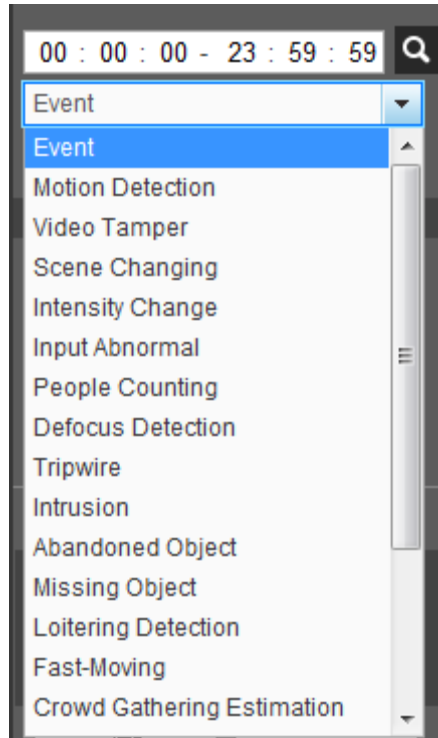 00 : 00 : 00 - 23 : 59 : 59
Event
Event
Motion Detection
Video Tamper
Scene Changing
Intensity Change
Input Abnormal
People Counting
Defocus Detection
Tripwire
Intrusion
Abandoned Object
Missing Object
Loitering Detection
Fast-Moving
Crowd Gathering Estimation